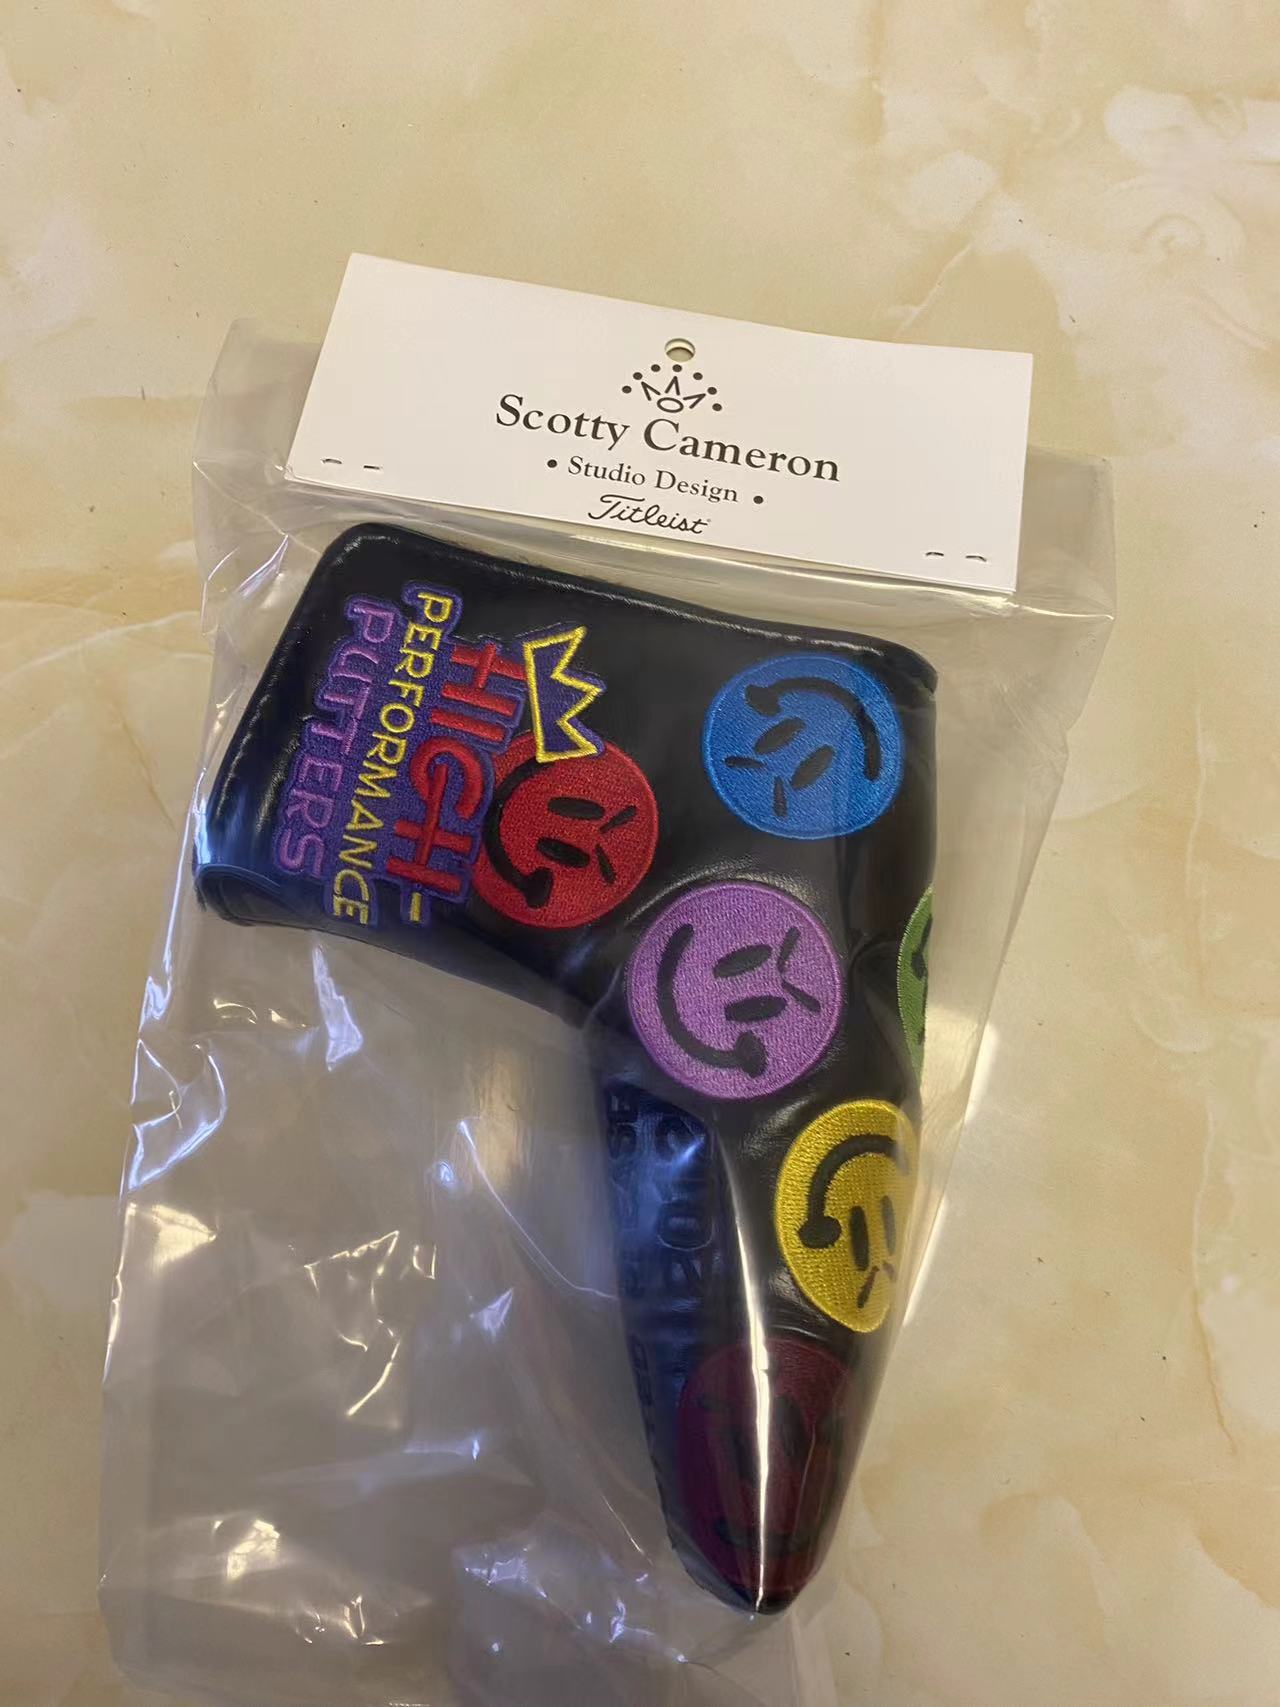 Scotty Cameron
• Studio Design •
Titleist
HIGH-
PERFORMANCE
PUTTERS